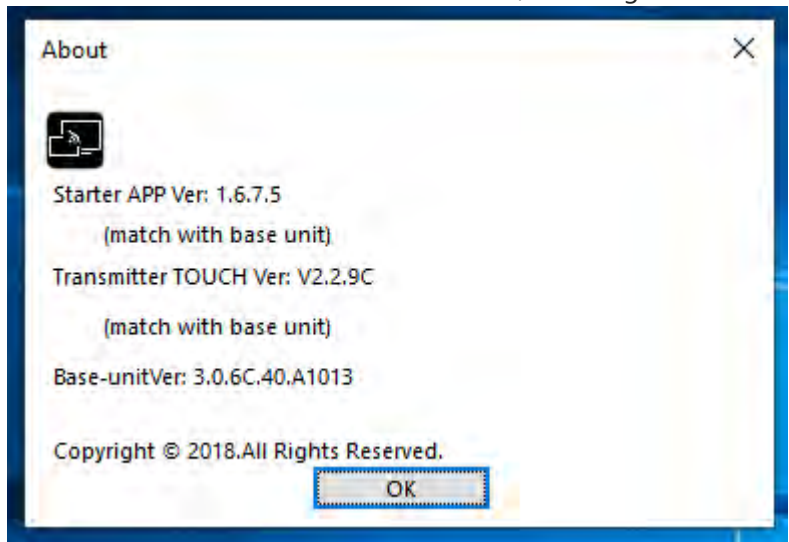 About
Starter APP Ver: 1.6.7.5
(match with base unit)
Transmitter TOUCH Ver: V2.2.9C
(match with base unit)
Base-unitVer: 3.0.6C.40.A1013
Copyright © 2018.All Rights Reserved.
OK